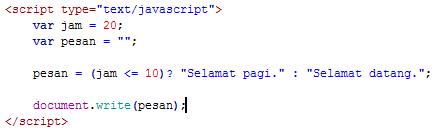 <script type="text/javascript">
var jam = 20;
var pesan = "";
pesan = (jam <= 10)? "Selamat pagi." : "Selamat datang.";
document.write(pesan);
</script>